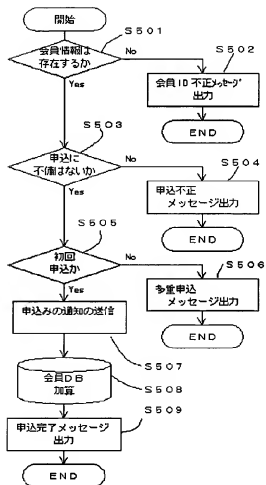 開始
S501
会員情報は
存在するか
No
S502
会員ID不正メッセージ
出力
END
Yes
S503
申込に
不備はないか
No
S504
申込不正
メッセージ出力
END
Yes
S505
初回
申込か
No
S506
多重申込
メッセージ出力
END
Yes
申込みの通知の送信
S507
会員DB
加算
S508
S509
申込完了メッセージ
出力
END